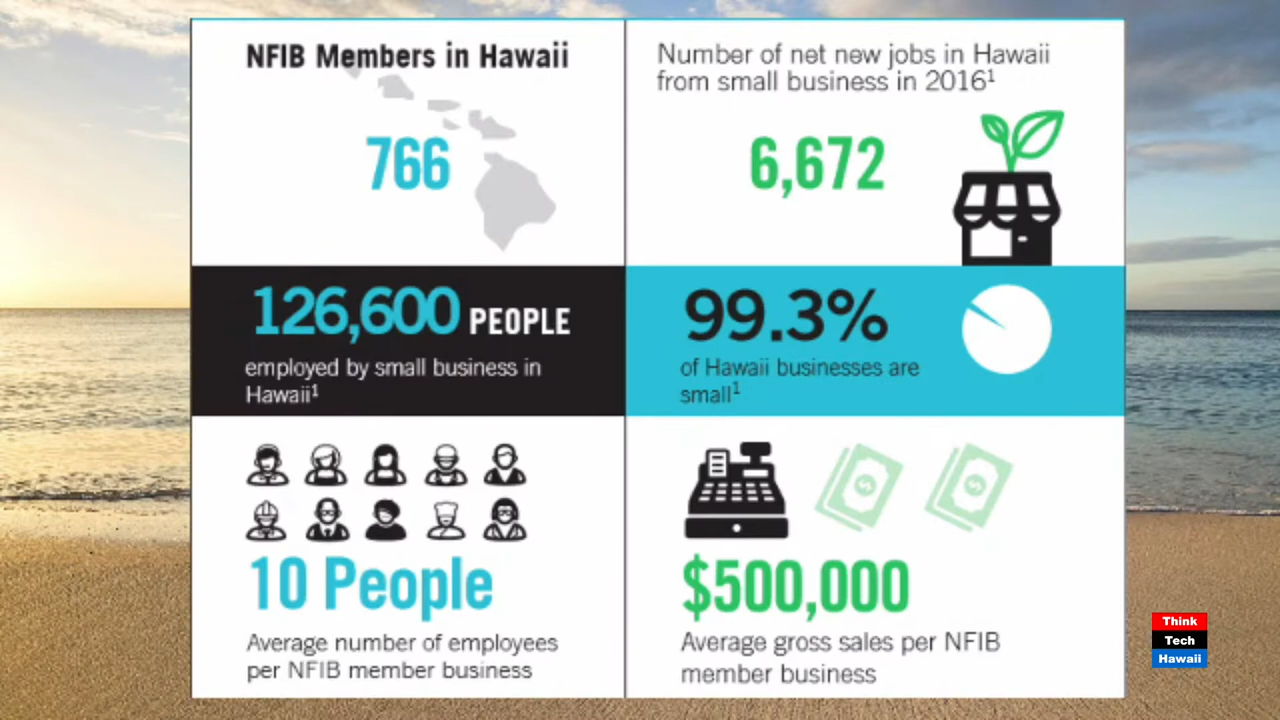 NFIB Members in Hawaii
766
Number of net new jobs in Hawaii
from small business in 2016¹
6,672
126,600 PEOPLE
employed by small business in
Hawaii¹
99.3%
of Hawaii businesses are
small¹
10 People
Average number of employees
per NFIB member business
$
$
$500,000
Average gross sales per NFIB
member business
Think
Tech
Hawaii